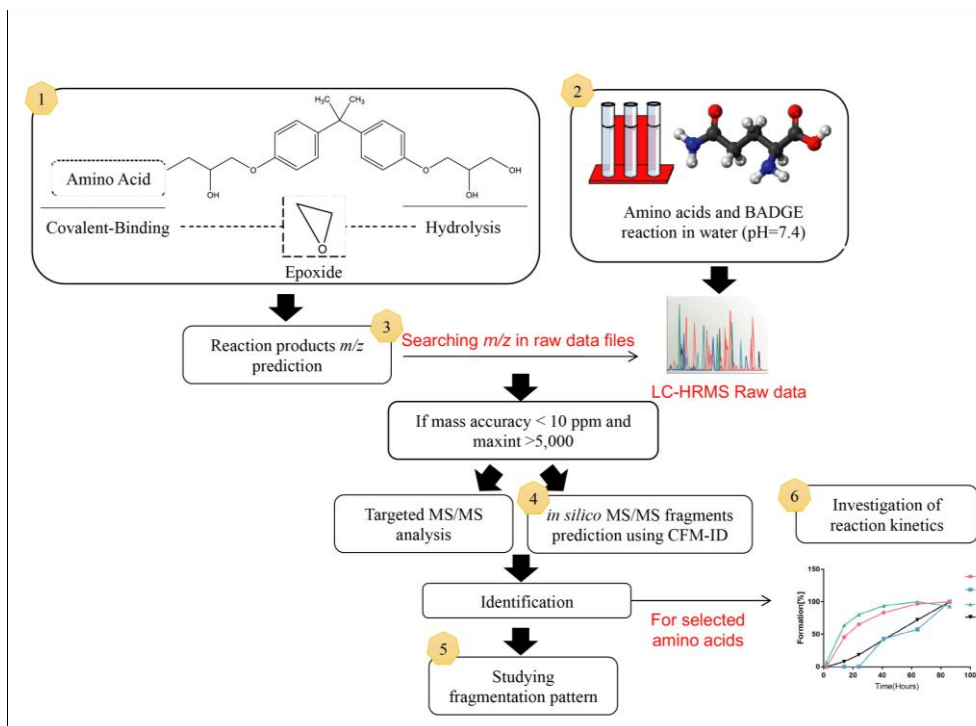 1
H₃C CH₃
Amino Acid
OH
O
O
OH
OH
Covalent-Binding
Hydrolysis
O
Epoxide
2
Amino acids and BADGE
reaction in water (pH=7.4)
3
Reaction products m/z
prediction
Searching m/z in raw data files
LC-HRMS Raw data
If mass accuracy < 10 ppm and
maxint >5,000
Targeted MS/MS
analysis
4
in silico MS/MS fragments
prediction using CFM-ID
Identification
For selected
amino acids
5
Studying
fragmentation pattern
6
Investigation of
reaction kinetics
Formation[%]
150
100
50
0
0 20 40 60 80 100
Time(Hours)